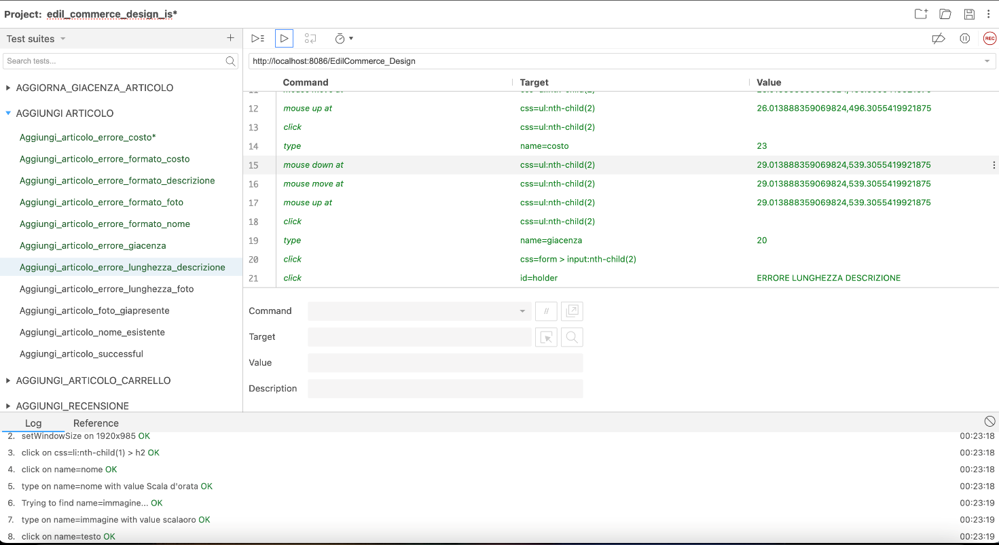 Project: edil_commerce_design_is*
Test suites
REC
Search tests...
http://localhost:8086/EdilCommerce_Design
Command Target Value
AGGIORNA_GIACENZA_ARTICOLO
AGGIUNGI ARTICOLO
Aggiungi_articolo_errore_costo*
Aggiungi_articolo_errore_formato_costo
Aggiungi_articolo_errore_formato_descrizione
Aggiungi_articolo_errore_formato_foto
Aggiungi_articolo_errore_formato_nome
Aggiungi_articolo_errore_giacenza
Aggiungi_articolo_errore_lunghezza_descrizione
Aggiungi_articolo_errore_lunghezza_foto
Aggiungi_articolo_foto_giapresente
Aggiungi_articolo_nome_esistente
Aggiungi_articolo_successful
AGGIUNGI_ARTICOLO_CARRELLO
AGGIUNGI_RECENSIONE
11 mouse move at css=ul:nth-child(2)
12 mouse up at css=ul:nth-child(2) 26.013888359069824,496.3055419921875
13 click css=ul:nth-child(2)
14 type name=costo 23
15 mouse down at css=ul:nth-child(2) 29.013888359069824,539.3055419921875
16 mouse move at css=ul:nth-child(2) 29.013888359069824,539.3055419921875
17 mouse up at css=ul:nth-child(2) 29.013888359069824,539.3055419921875
18 click css=ul:nth-child(2)
19 type name=giacenza 20
20 click css=form > input:nth-child(2)
21 click id=holder ERRORE LUNGHEZZA DESCRIZIONE
Command //
Target
Value
Description
Log Reference
2. setWindowSize on 1920x985 OK 00:23:18
3. click on css=li:nth-child(1) > h2 OK 00:23:18
4. click on name=nome OK 00:23:18
5. type on name=nome with value Scala d'orata OK 00:23:18
6. Trying to find name=immagine... OK 00:23:19
7. type on name=immagine with value scalaoro OK 00:23:19
8. click on name=testo OK 00:23:19